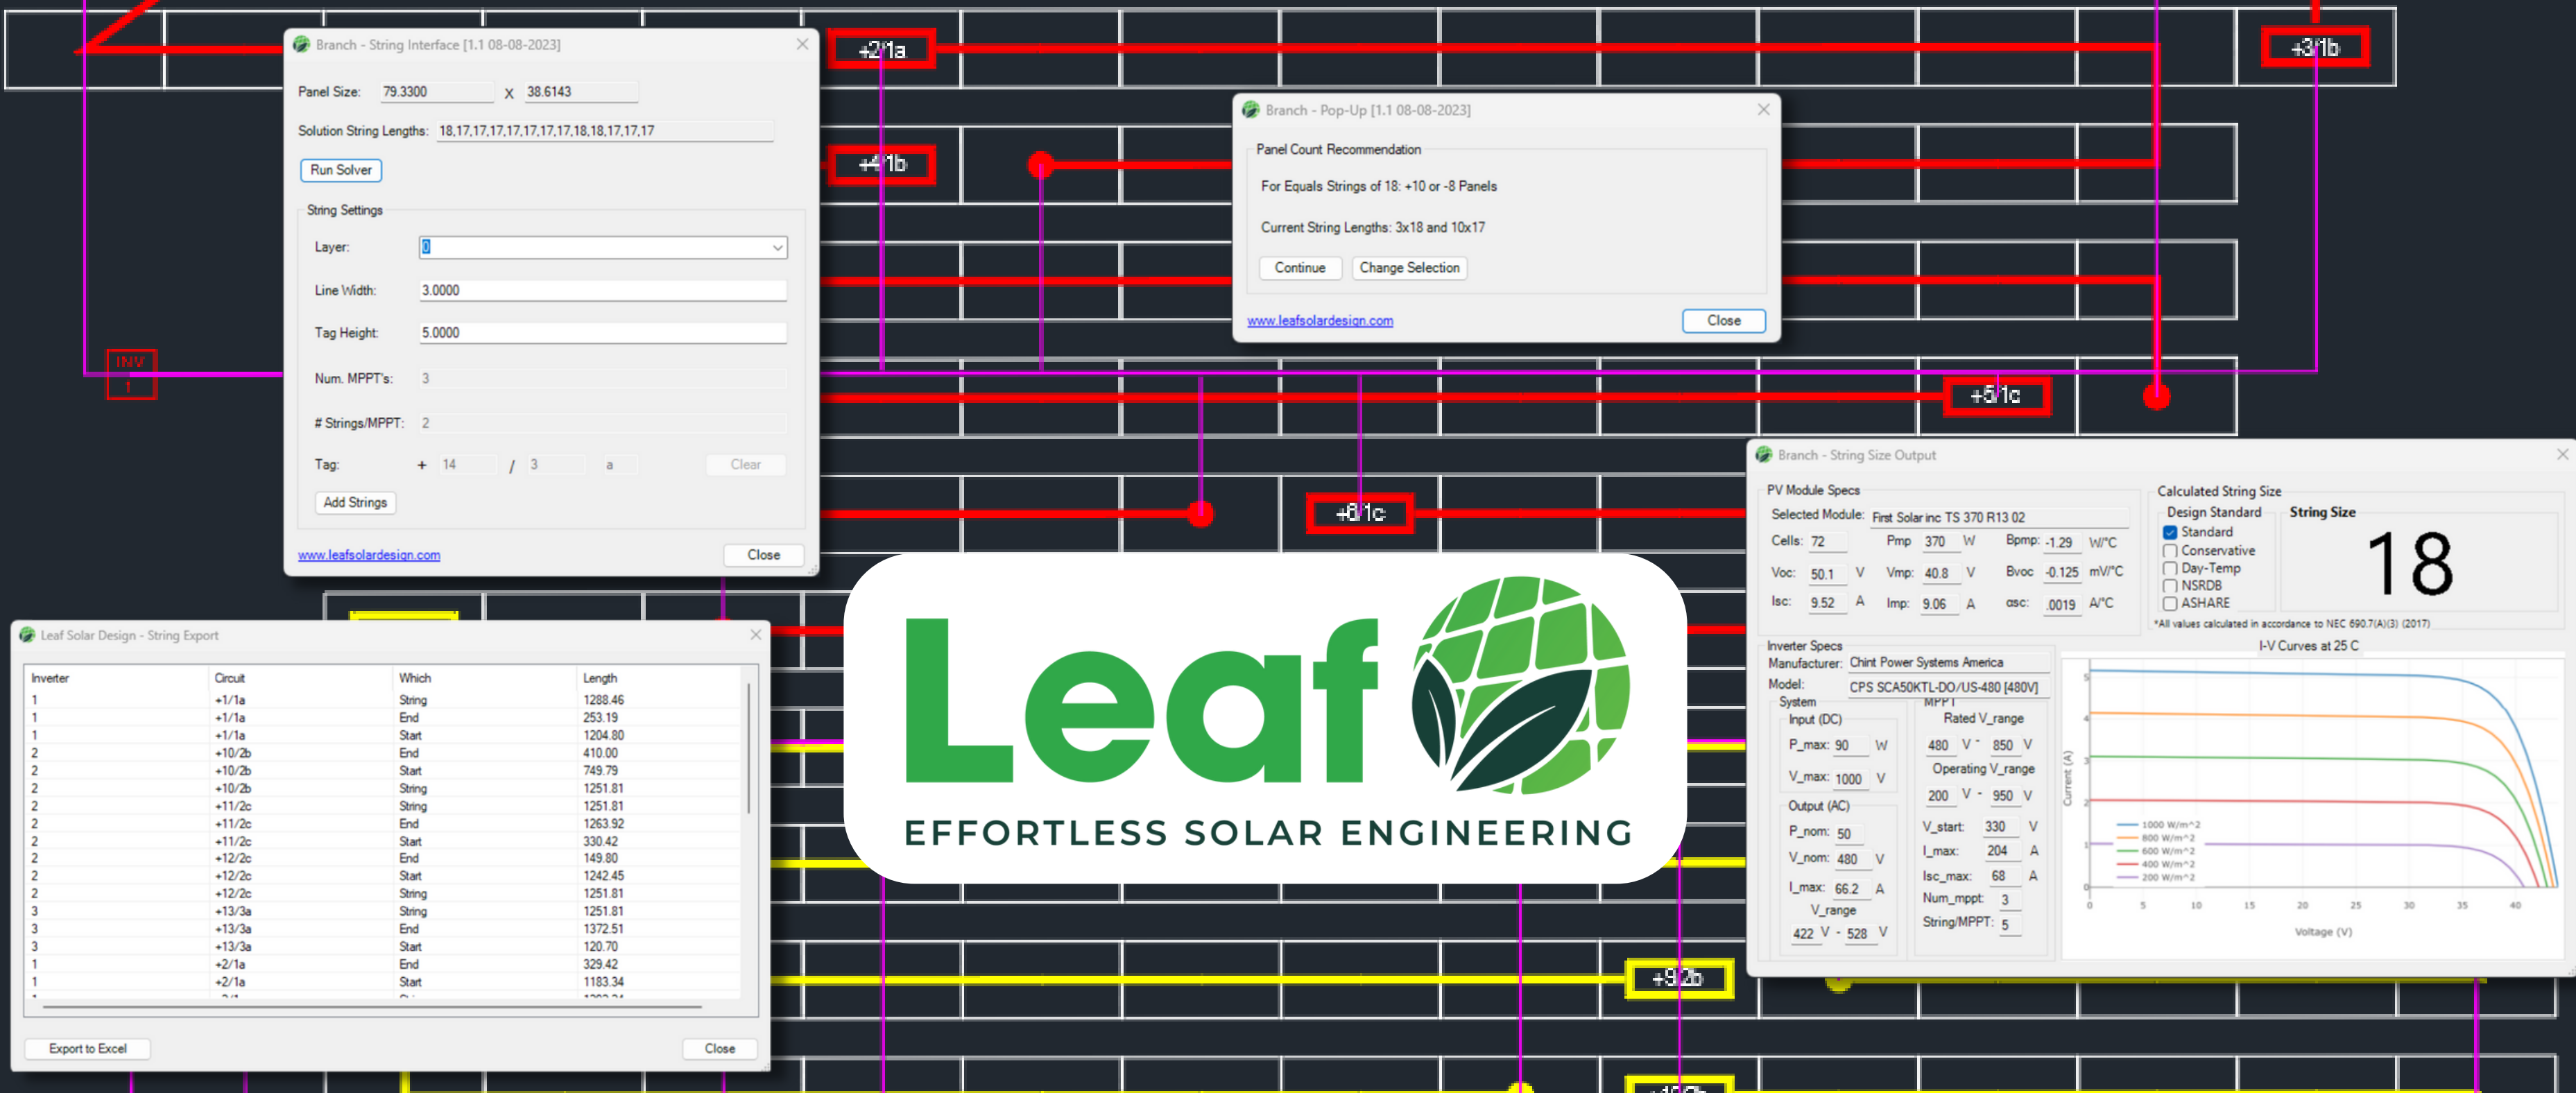 +2/1a
+3/1b
Branch - String Interface [1.1 08-08-2023]
Panel Size: 79.3300 X 38.6143
Solution String Lengths: 18,17,17,17,17,17,17,17,18,18,17,17,17
Run Solver
String Settings
Layer: 0
Line Width: 3.0000
Tag Height: 5.0000
Num. MPPT's: 3
# Strings/MPPT: 2
Tag: + 14 / 3 a Clear
Add Strings
www.leafsolardesign.com Close
+4/1b
Branch - Pop-Up [1.1 08-08-2023]
Panel Count Recommendation
For Equals Strings of 18: +10 or -8 Panels
Current String Lengths: 3x18 and 10x17
Continue Change Selection
www.leafsolardesign.com Close
INV
1
+5/1c
+6/1c
Leaf
EFFORTLESS SOLAR ENGINEERING
Leaf Solar Design - String Export
Inverter Circuit Which Length
1 +1/1a String 1288.46
1 +1/1a End 253.19
1 +1/1a Start 1204.80
2 +10/2b End 410.00
2 +10/2b Start 749.79
2 +10/2b String 1251.81
2 +11/2c String 1251.81
2 +11/2c End 1263.92
2 +11/2c Start 330.42
2 +12/2c End 149.80
2 +12/2c Start 1242.45
2 +12/2c String 1251.81
3 +13/3a String 1251.81
3 +13/3a End 1372.51
3 +13/3a Start 120.70
1 +2/1a End 329.42
1 +2/1a Start 1183.34
Export to Excel Close
Branch - String Size Output
PV Module Specs
Selected Module: First Solar inc TS 370 R13 02
Cells: 72 Pmp 370 W Bpmp: -1.29 W/°C
Voc: 50.1 V Vmp: 40.8 V Bvoc -0.125 mV/°C
Isc: 9.52 A Imp: 9.06 A αsc: .0019 A/°C
Calculated String Size
Design Standard
Standard
Conservative
Day-Temp
NSRDB
ASHARE
String Size
18
*All values calculated in accordance to NEC 690.7(A)(3) (2017)
Inverter Specs
Manufacturer: Chint Power Systems America
Model: CPS SCA50KTL-DO/US-480 [480V]
System
Input (DC)
P_max: 90 W
V_max: 1000 V
Output (AC)
P_nom: 50
V_nom: 480 V
I_max: 66.2 A
V_range
422 V - 528 V
MPPT
Rated V_range
480 V - 850 V
Operating V_range
200 V - 950 V
V_start: 330 V
I_max: 204 A
Isc_max: 68 A
Num_mppt: 3
String/MPPT: 5
I-V Curves at 25 C
Current (A)
5
4
3
2
1
0
1000 W/m^2
800 W/m^2
600 W/m^2
400 W/m^2
200 W/m^2
0 5 10 15 20 25 30 35 40
Voltage (V)
+9/2b